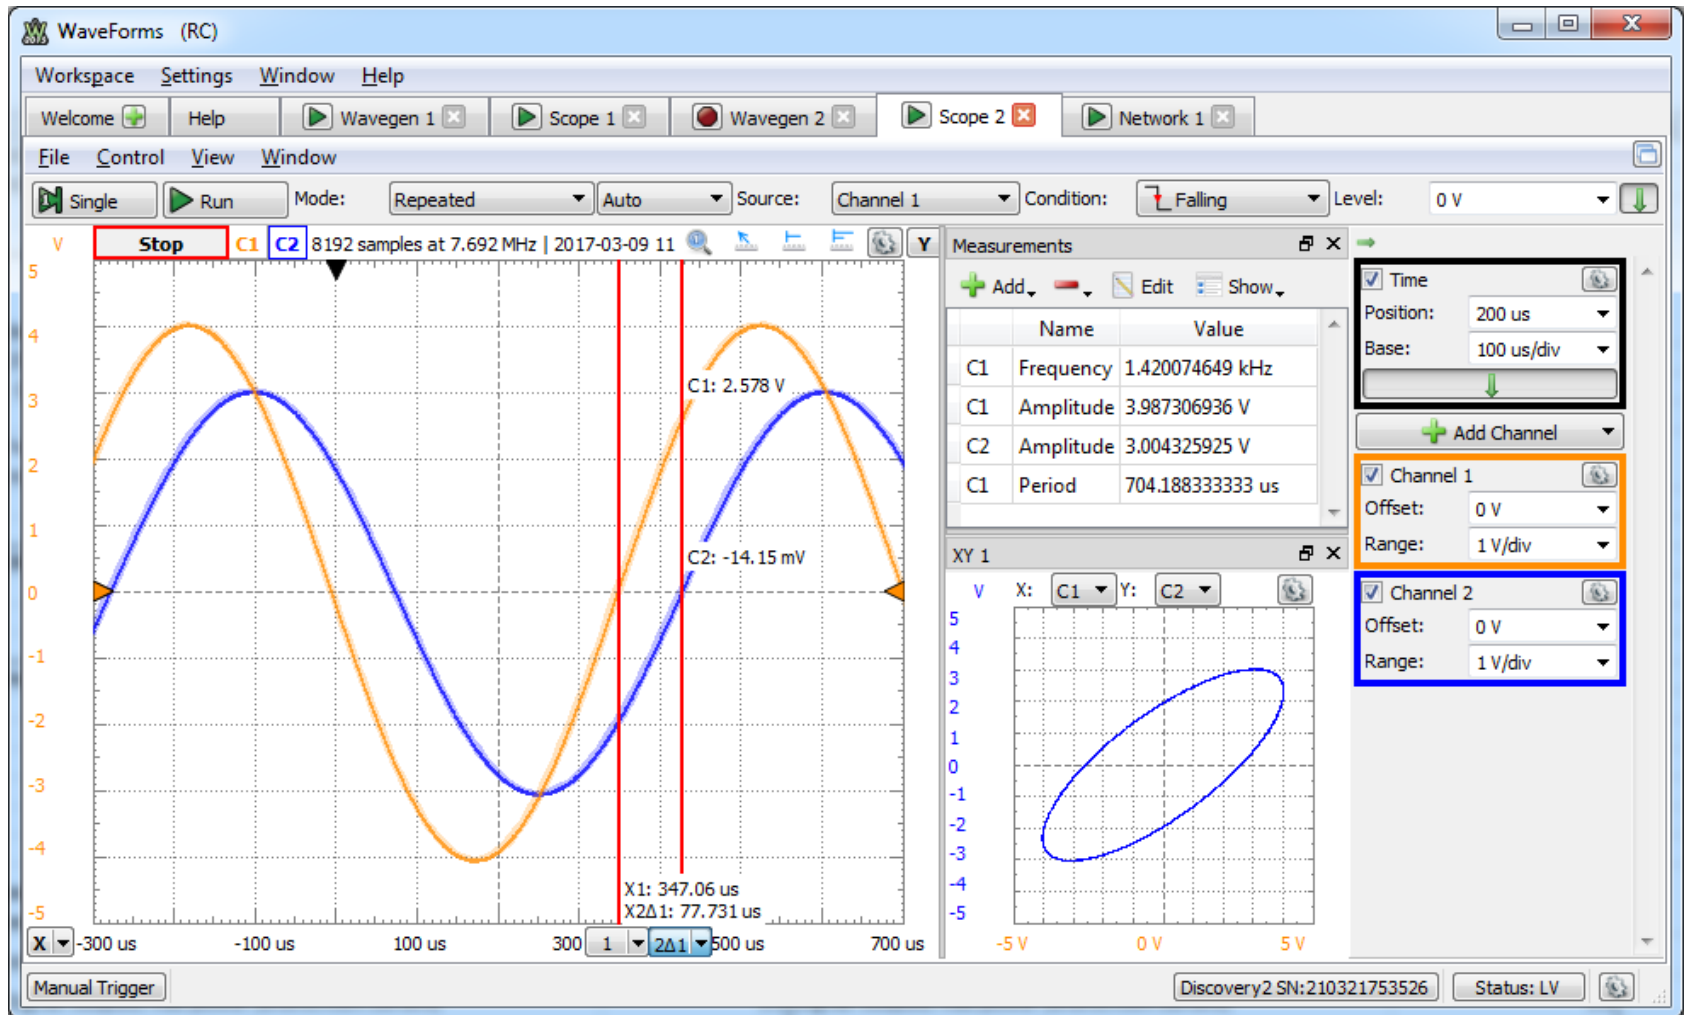 WaveForms (RC)
Workspace Settings Window Help
Welcome Help Wavegen 1 Scope 1 Wavegen 2 Scope 2 Network 1
File Control View Window
Single Run Mode: Repeated Auto Source: Channel 1 Condition: Falling Level: 0 V
V Stop C1 C2 8192 samples at 7.692 MHz | 2017-03-09 11 Y
5
4
3
2
1
0
-1
-2
-3
-4
-5
C1: 2.578 V
C2: -14.15 mV
X1: 347.06 us
X2Δ1: 77.731 us
X -300 us -100 us 100 us 300 1 2Δ1 500 us 700 us
Measurements
Add Edit Show
Name Value
C1 Frequency 1.420074649 kHz
C1 Amplitude 3.987306936 V
C2 Amplitude 3.004325925 V
C1 Period 704.188333333 us
XY 1
V X: C1 Y: C2
5
4
3
2
1
0
-1
-2
-3
-4
-5
-5 V 0 V 5 V
Time
Position: 200 us
Base: 100 us/div
Add Channel
Channel 1
Offset: 0 V
Range: 1 V/div
Channel 2
Offset: 0 V
Range: 1 V/div
Manual Trigger Discovery2 SN:210321753526 Status: LV